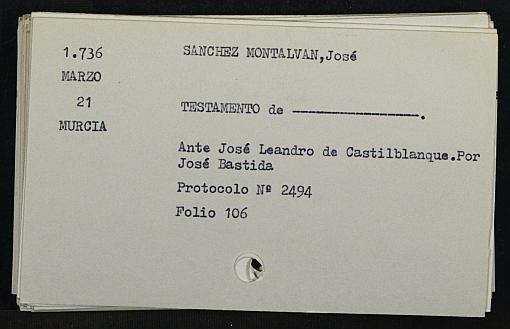 1.736
MARZO
21
MURCIA
SANCHEZ MONTALVAN,José
TESTAMENTO de ------------------.
Ante José Leandro de Castilblanque.Por
José Bastida
Protocolo Nº 2494
Folio 106